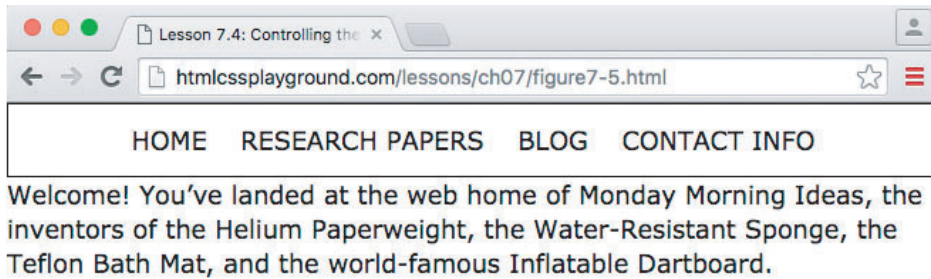 Lesson 7.4: Controlling the
htmlcssplayground.com/lessons/ch07/figure7-5.html
HOME RESEARCH PAPERS BLOG CONTACT INFO
Welcome! You’ve landed at the web home of Monday Morning Ideas, the
inventors of the Helium Paperweight, the Water-Resistant Sponge, the
Teflon Bath Mat, and the world-famous Inflatable Dartboard.